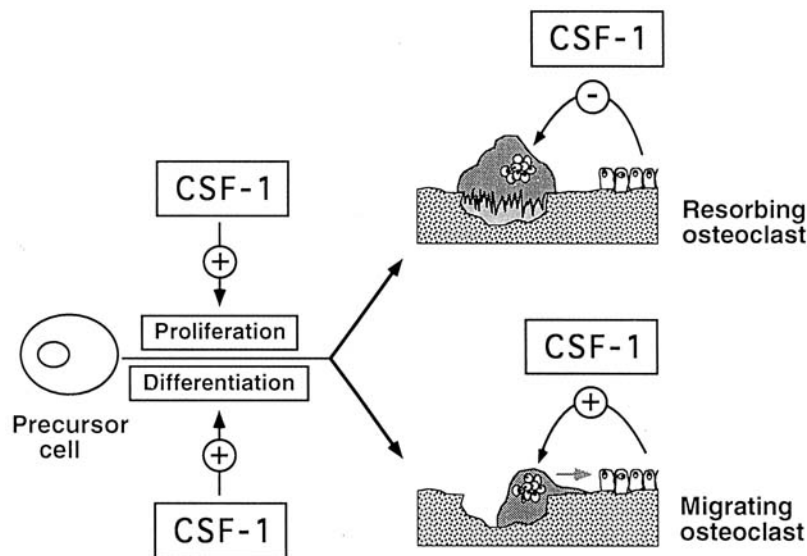 CSF-1
-
CSF-1
Resorbing
osteoclast
+
Proliferation
CSF-1
Differentiation
+
Precursor
cell
+
CSF-1
Migrating
osteoclast